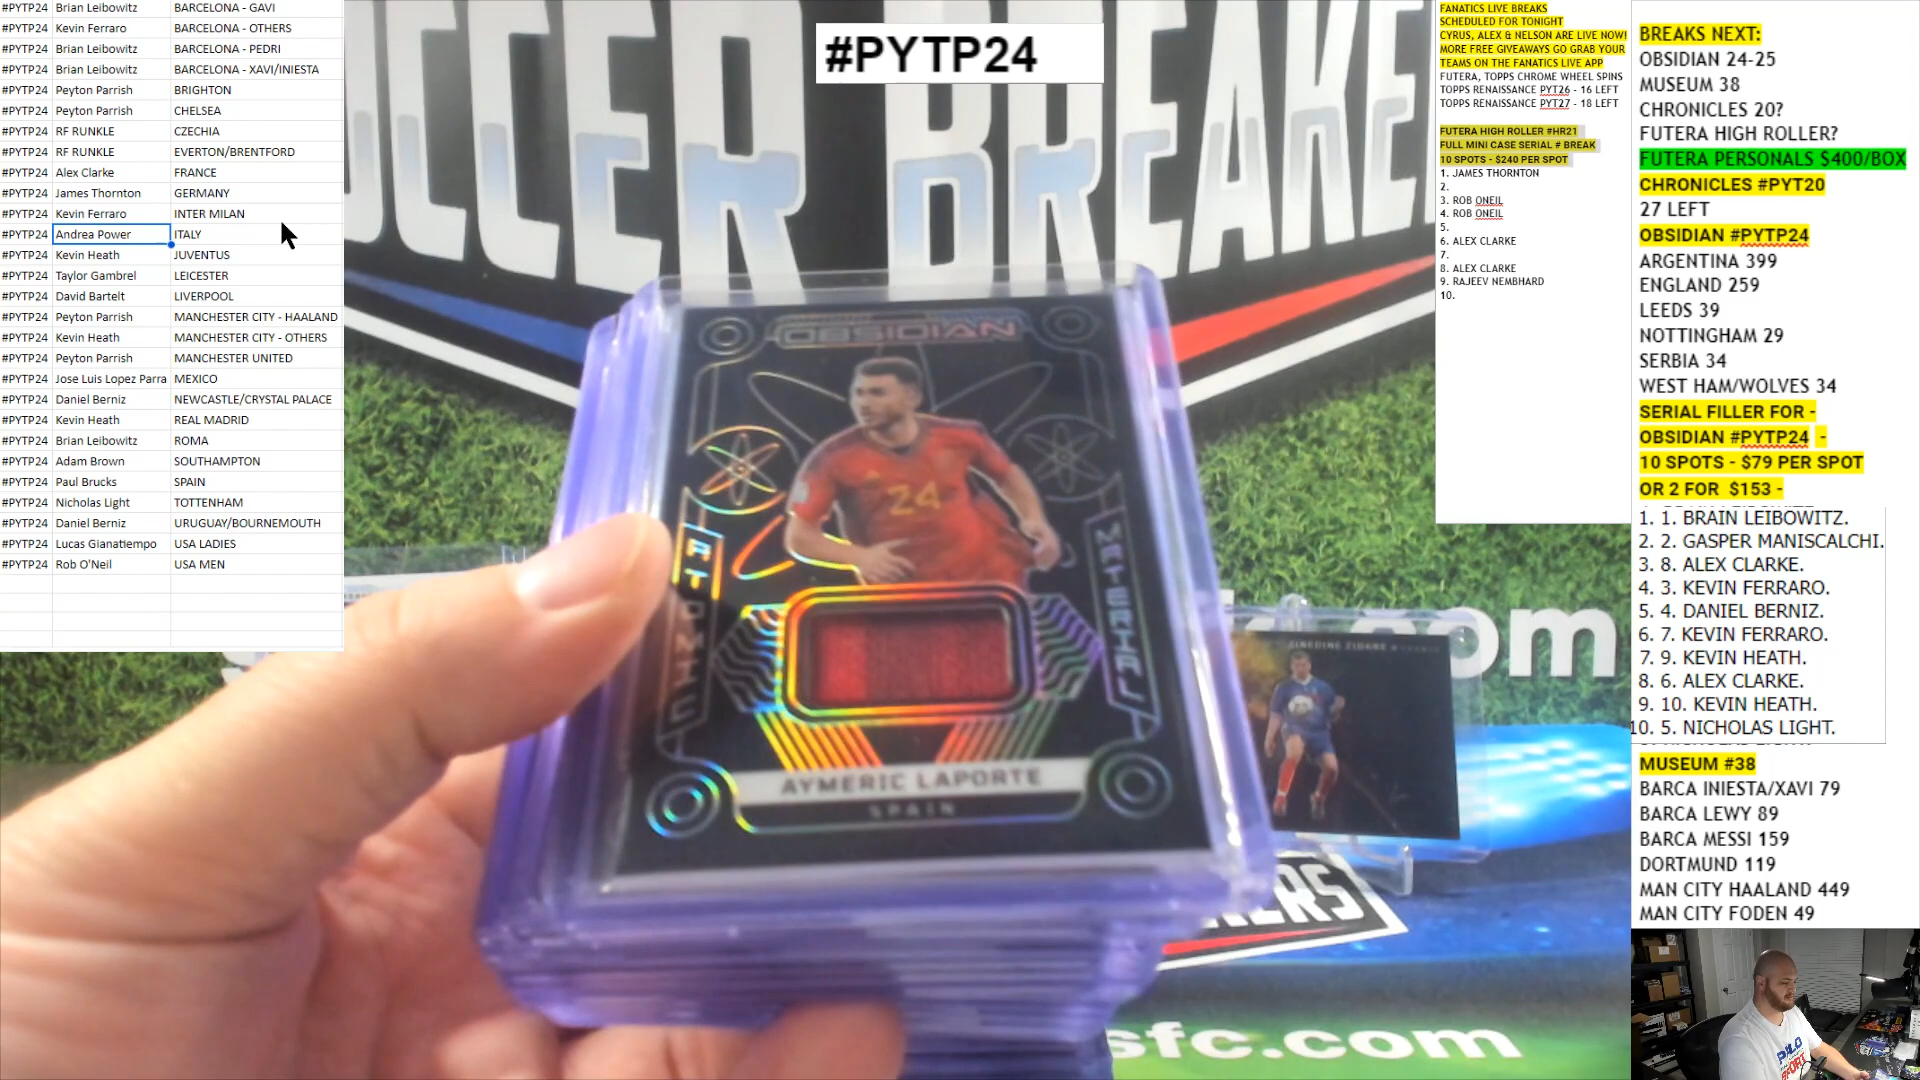 #PYTP24 Brian Leibowitz BARCELONA - GAVI
#PYTP24 Kevin Ferraro BARCELONA - OTHERS
#PYTP24 Brian Leibowitz BARCELONA - PEDRI
#PYTP24 Brian Leibowitz BARCELONA - XAVI/INIESTA
#PYTP24 Peyton Parrish BRIGHTON
#PYTP24 Peyton Parrish CHELSEA
#PYTP24 RF RUNKLE CZECHIA
#PYTP24 RF RUNKLE EVERTON/BRENTFORD
#PYTP24 Alex Clarke FRANCE
#PYTP24 James Thornton GERMANY
#PYTP24 Kevin Ferraro INTER MILAN
#PYTP24 Andrea Power ITALY
#PYTP24 Kevin Heath JUVENTUS
#PYTP24 Taylor Gambrel LEICESTER
#PYTP24 David Bartelt LIVERPOOL
#PYTP24 Peyton Parrish MANCHESTER CITY - HAALAND
#PYTP24 Kevin Heath MANCHESTER CITY - OTHERS
#PYTP24 Peyton Parrish MANCHESTER UNITED
#PYTP24 Jose Luis Lopez Parra MEXICO
#PYTP24 Daniel Berniz NEWCASTLE/CRYSTAL PALACE
#PYTP24 Kevin Heath REAL MADRID
#PYTP24 Brian Leibowitz ROMA
#PYTP24 Adam Brown SOUTHAMPTON
#PYTP24 Paul Brucks SPAIN
#PYTP24 Nicholas Light TOTTENHAM
#PYTP24 Daniel Berniz URUGUAY/BOURNEMOUTH
#PYTP24 Lucas Gianatiempo USA LADIES
#PYTP24 Rob O'Neil USA MEN
#PYTP24
OCCER BREAKE
OBSIDIAN
24
ATOMIC
MATERIAL
AYMERIC LAPORTE
SPAIN
ZINEDINE ZIDANE
.com
KERS
sfc.com
FANATICS LIVE BREAKS
SCHEDULED FOR TONIGHT
CYRUS, ALEX & NELSON ARE LIVE NOW!
MORE FREE GIVEAWAYS GO GRAB YOUR
TEAMS ON THE FANATICS LIVE APP
FUTERA, TOPPS CHROME WHEEL SPINS
TOPPS RENAISSANCE PYT26 - 16 LEFT
TOPPS RENAISSANCE PYT27 - 18 LEFT
FUTERA HIGH ROLLER #HR21
FULL MINI CASE SERIAL # BREAK
10 SPOTS - $240 PER SPOT
1. JAMES THORNTON
2.
3. ROB ONEIL
4. ROB ONEIL
5.
6. ALEX CLARKE
7.
8. ALEX CLARKE
9. RAJEEV NEMBHARD
10.
BREAKS NEXT:
OBSIDIAN 24-25
MUSEUM 38
CHRONICLES 20?
FUTERA HIGH ROLLER?
FUTERA PERSONALS $400/BOX
CHRONICLES #PYT20
27 LEFT
OBSIDIAN #PYTP24
ARGENTINA 399
ENGLAND 259
LEEDS 39
NOTTINGHAM 29
SERBIA 34
WEST HAM/WOLVES 34
SERIAL FILLER FOR -
OBSIDIAN #PYTP24 -
10 SPOTS - $79 PER SPOT
OR 2 FOR $153 -
1. 1. BRAIN LEIBOWITZ.
2. 2. GASPER MANISCALCHI.
3. 8. ALEX CLARKE.
4. 3. KEVIN FERRARO.
5. 4. DANIEL BERNIZ.
6. 7. KEVIN FERRARO.
7. 9. KEVIN HEATH.
8. 6. ALEX CLARKE.
9. 10. KEVIN HEATH.
10. 5. NICHOLAS LIGHT.
MUSEUM #38
BARCA INIESTA/XAVI 79
BARCA LEWY 89
BARCA MESSI 159
DORTMUND 119
MAN CITY HAALAND 449
MAN CITY FODEN 49